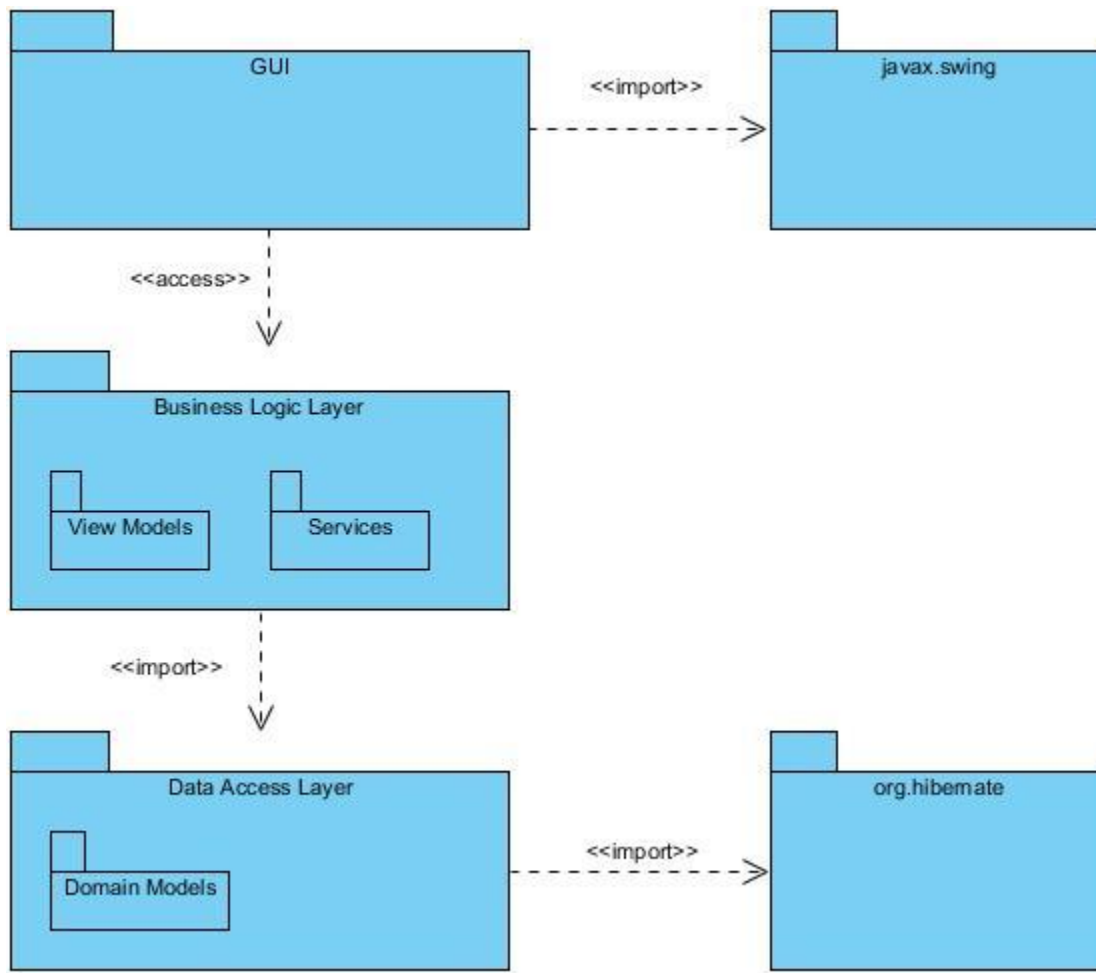 GUI
<<import>>
javax.swing
<<access>>
Business Logic Layer
View Models
Services
<<import>>
Data Access Layer
org.hibernate
<<import>>
Domain Models